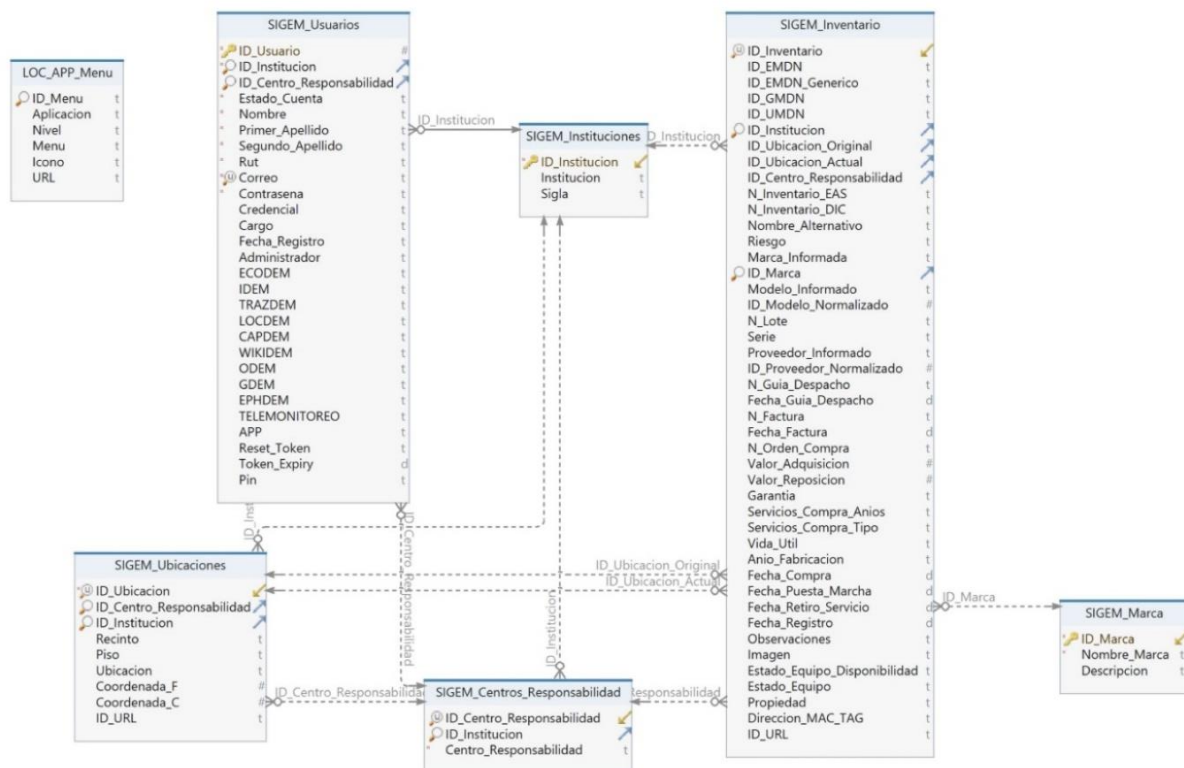 LOC_APP_Menu
ID_Menu t
Aplicacion t
Nivel t
Menu t
Icono t
URL t
SIGEM_Usuarios
ID_Usuario #
ID_Institucion
ID_Centro_Responsabilidad
Estado_Cuenta t
Nombre t
Primer_Apellido t
Segundo_Apellido t
Rut t
Correo t
Contrasena t
Credencial t
Cargo t
Fecha_Registro t
Administrador t
ECODEM t
IDEM t
TRAZDEM t
LOCDEM t
CAPDEM t
WIKIDEM t
ODEM t
GDEM t
EPHDEM t
TELEMONITOREO t
APP t
Reset_Token t
Token_Expiry d
Pin t
ID_Institucion
SIGEM_Instituciones
ID_Institucion
Institucion t
Sigla t
D_Institucion
SIGEM_Inventario
ID_Inventario
ID_EMDN t
ID_EMDN_Generico t
ID_GMDN t
ID_UMDN t
ID_Institucion
ID_Ubicacion_Original
ID_Ubicacion_Actual
ID_Centro_Responsabilidad
N_Inventario_EAS t
N_Inventario_DIC t
Nombre_Alternativo t
Riesgo t
Marca_Informada t
ID_Marca
Modelo_Informado t
ID_Modelo_Normalizado #
N_Lote t
Serie t
Proveedor_Informado t
ID_Proveedor_Normalizado #
N_Guia_Despacho t
Fecha_Guia_Despacho d
N_Factura t
Fecha_Factura d
N_Orden_Compra t
Valor_Adquisicion #
Valor_Reposicion #
Garantia t
Servicios_Compra_Anios t
Servicios_Compra_Tipo t
Vida_Util t
Anio_Fabricacion t
Fecha_Compra d
Fecha_Puesta_Marcha d
Fecha_Retiro_Servicio d
Fecha_Registro d
Observaciones t
Imagen t
Estado_Equipo_Disponibilidad t
Estado_Equipo t
Propiedad t
Direccion_MAC_TAG t
ID_URL t
ID_Instit
ID_Centro_Responsabilidad
SIGEM_Ubicaciones
ID_Ubicacion
ID_Centro_Responsabilidad
ID_Institucion
Recinto t
Piso t
Ubicacion t
Coordenada_F #
Coordenada_C #
ID_URL t
ID_Ubicacion_Original
ID_Ubicacion_Actual
ID_Institucion
ID_Centro_Responsabilidad
SIGEM_Centros_Responsabilidad
ID_Centro_Responsabilidad
ID_Institucion
Centro_Responsabilidad t
Responsabilidad
ID_Marca
SIGEM_Marca
ID_Marca
Nombre_Marca t
Descripcion t